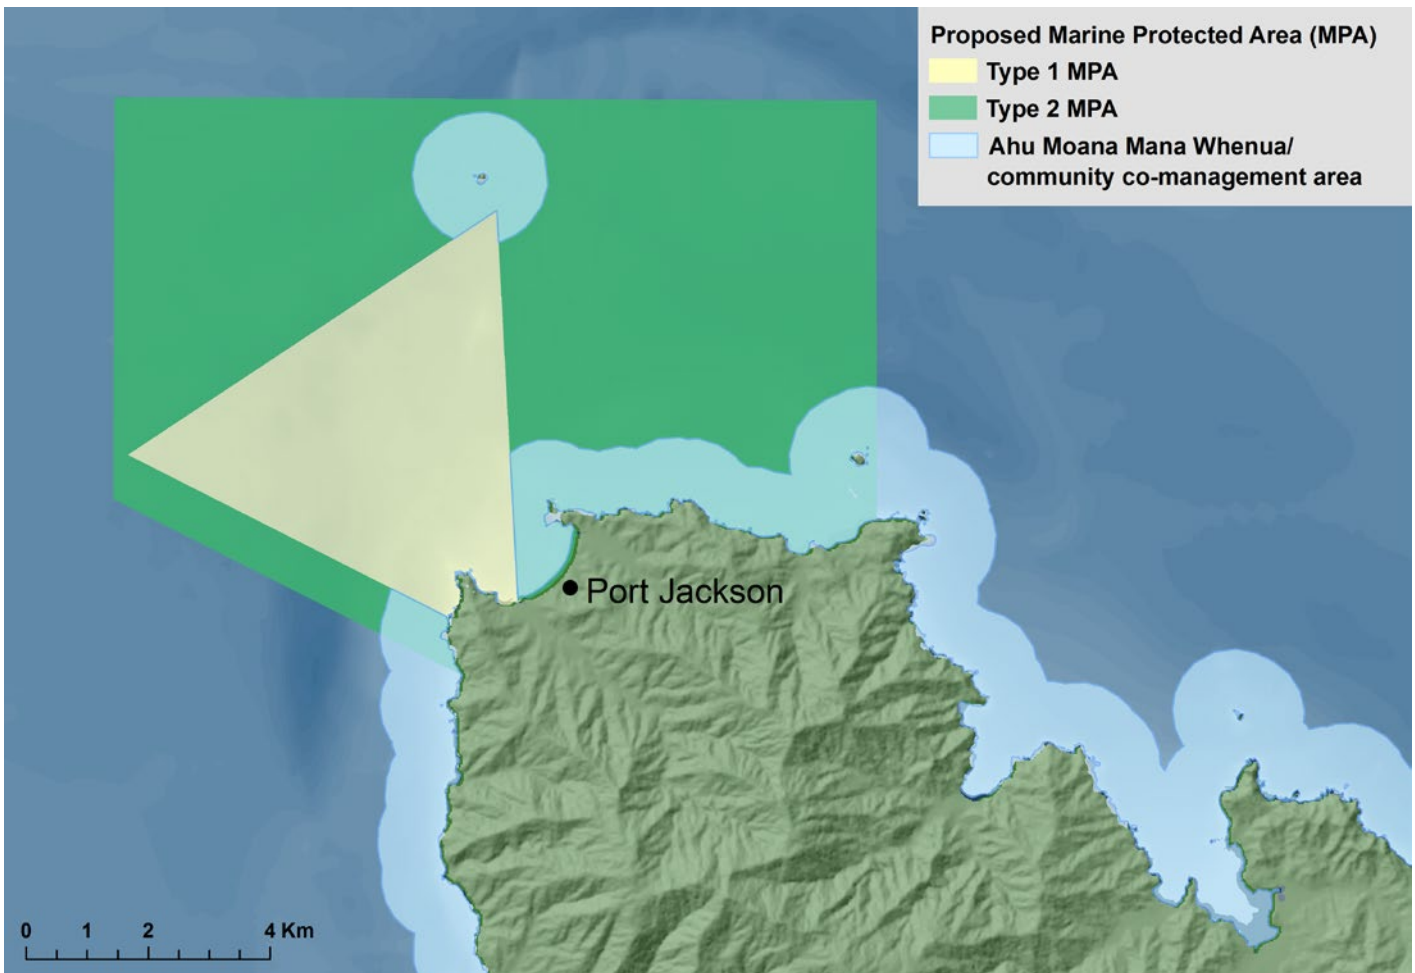 Proposed Marine Protected Area (MPA)
Type 1 MPA
Type 2 MPA
Ahu Moana Mana Whenua/
community co-management area
Port Jackson
0 1 2 4 Km